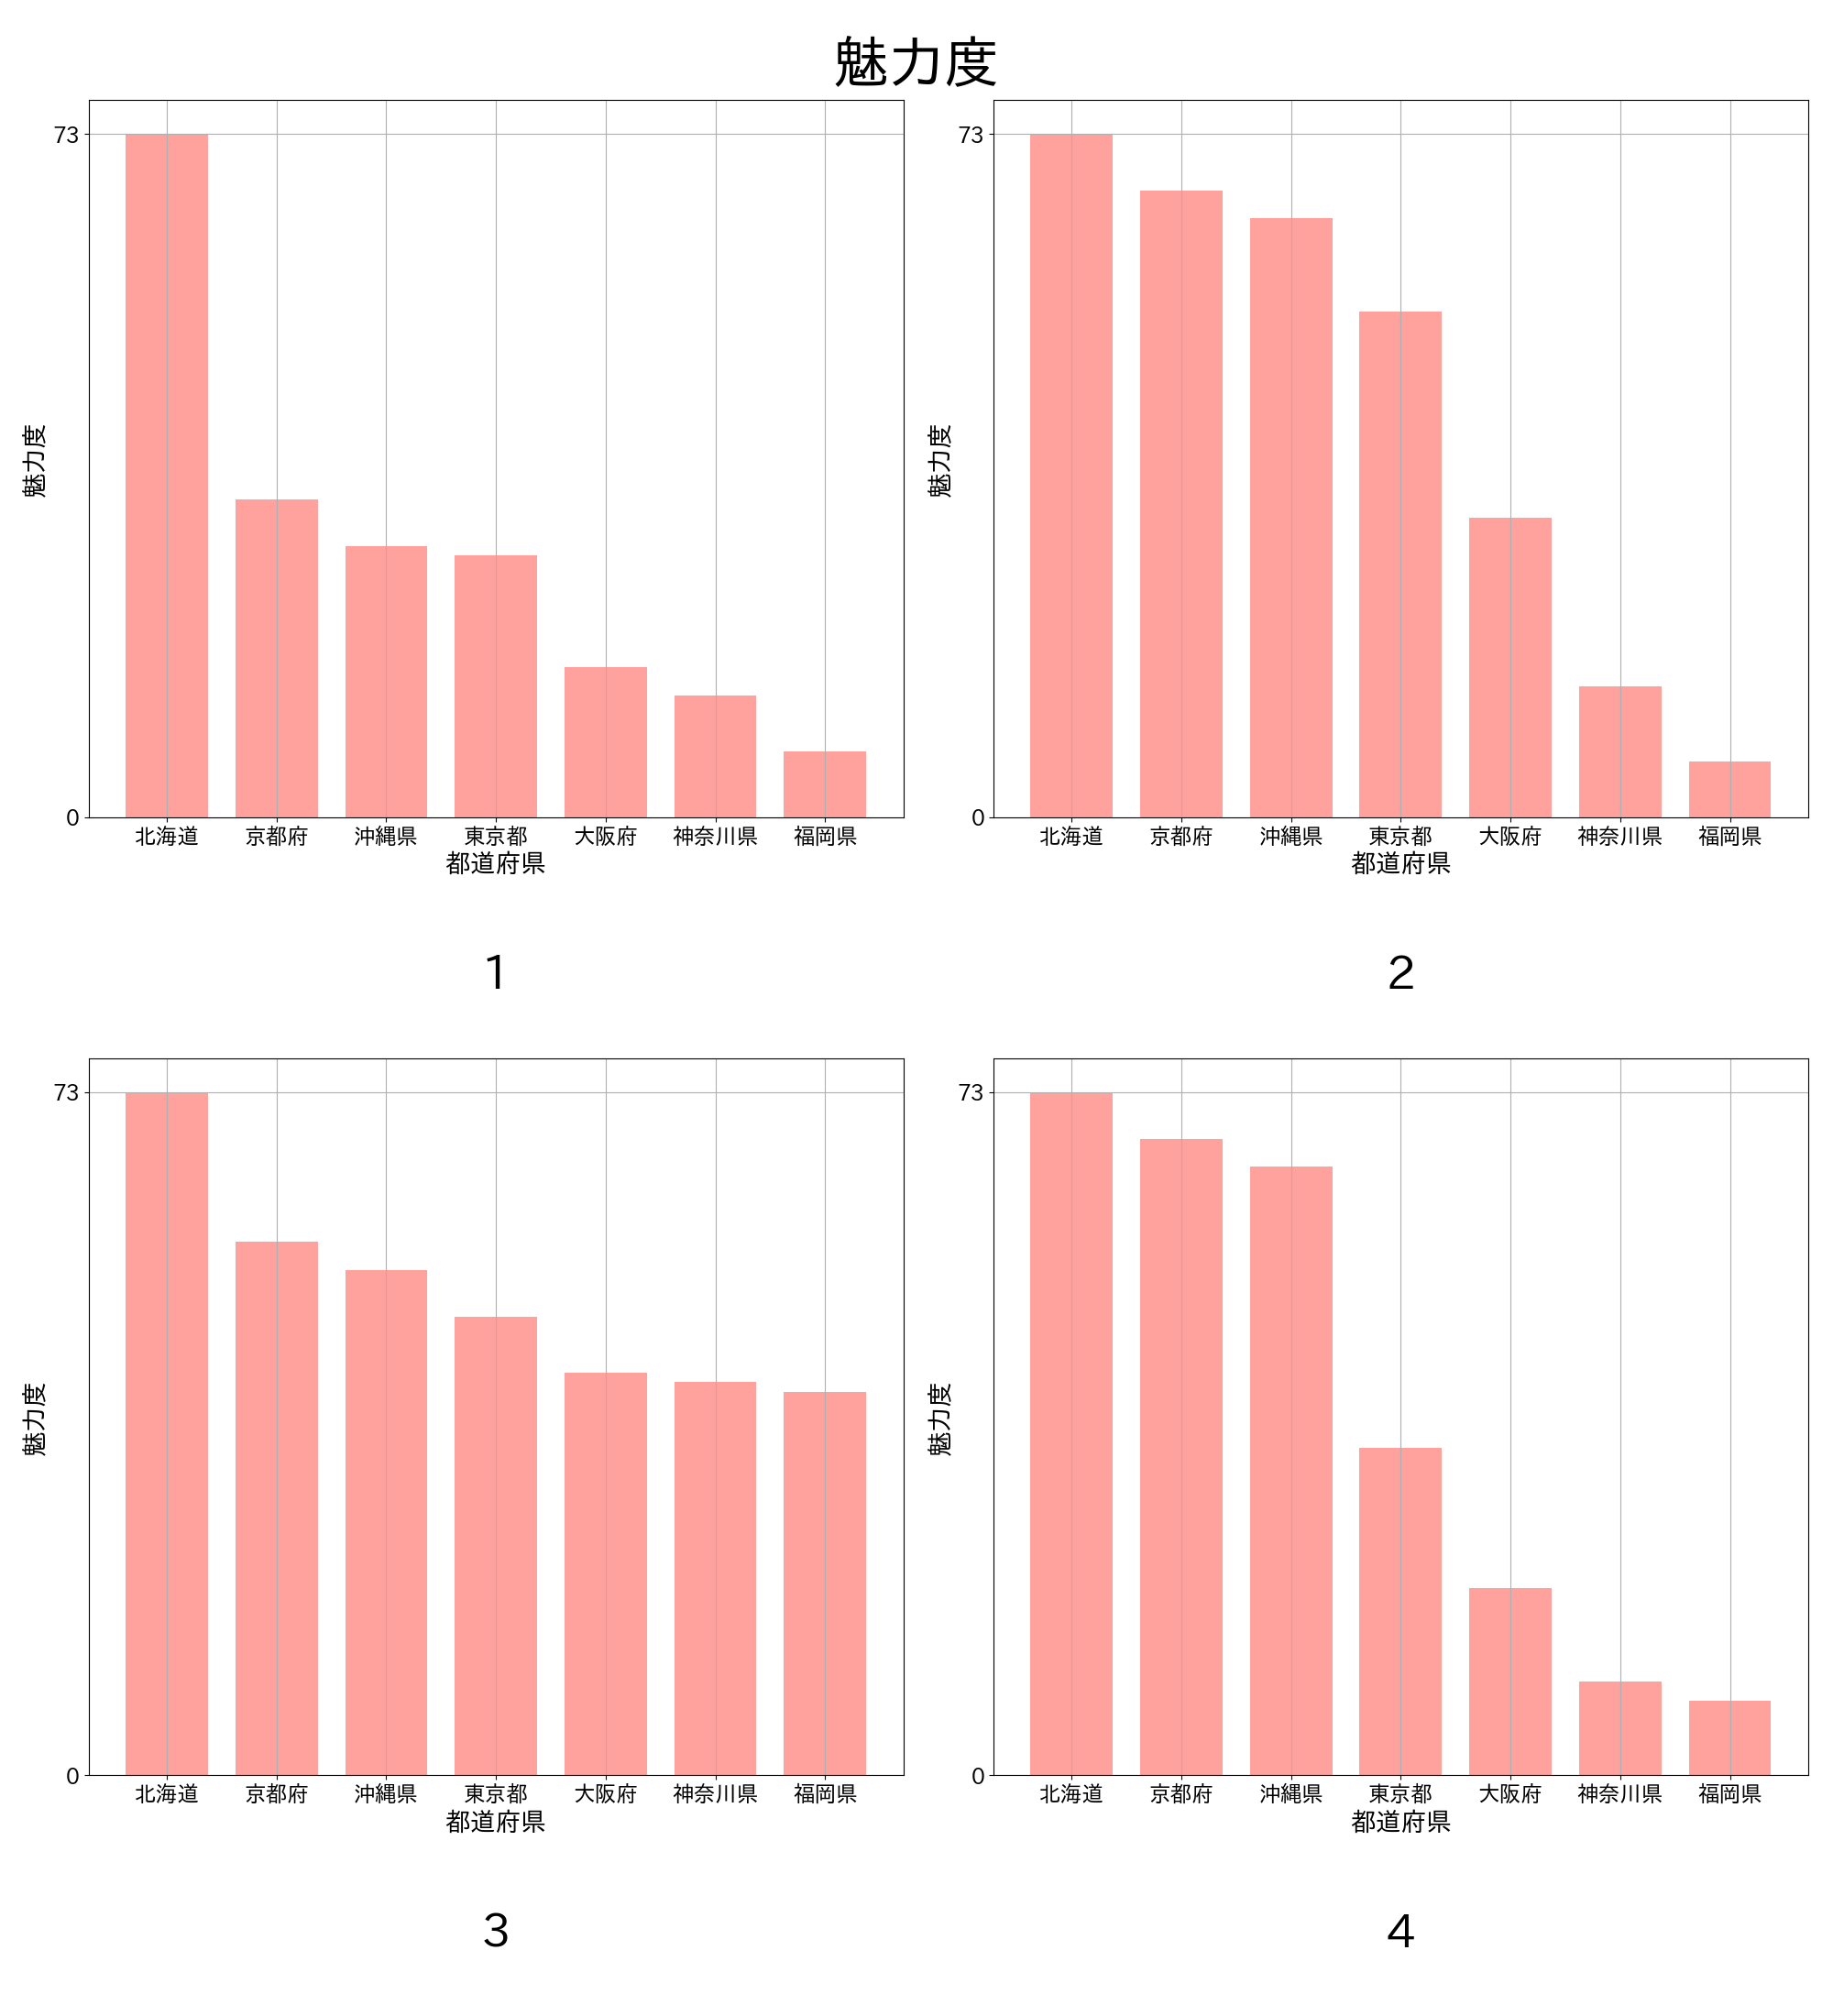 魅力度
魅力度
73
0
北海道 京都府 沖縄県 東京都 大阪府 神奈川県 福岡県
都道府県
1
魅力度
73
0
北海道 京都府 沖縄県 東京都 大阪府 神奈川県 福岡県
都道府県
2
魅力度
73
0
北海道 京都府 沖縄県 東京都 大阪府 神奈川県 福岡県
都道府県
3
魅力度
73
0
北海道 京都府 沖縄県 東京都 大阪府 神奈川県 福岡県
都道府県
4